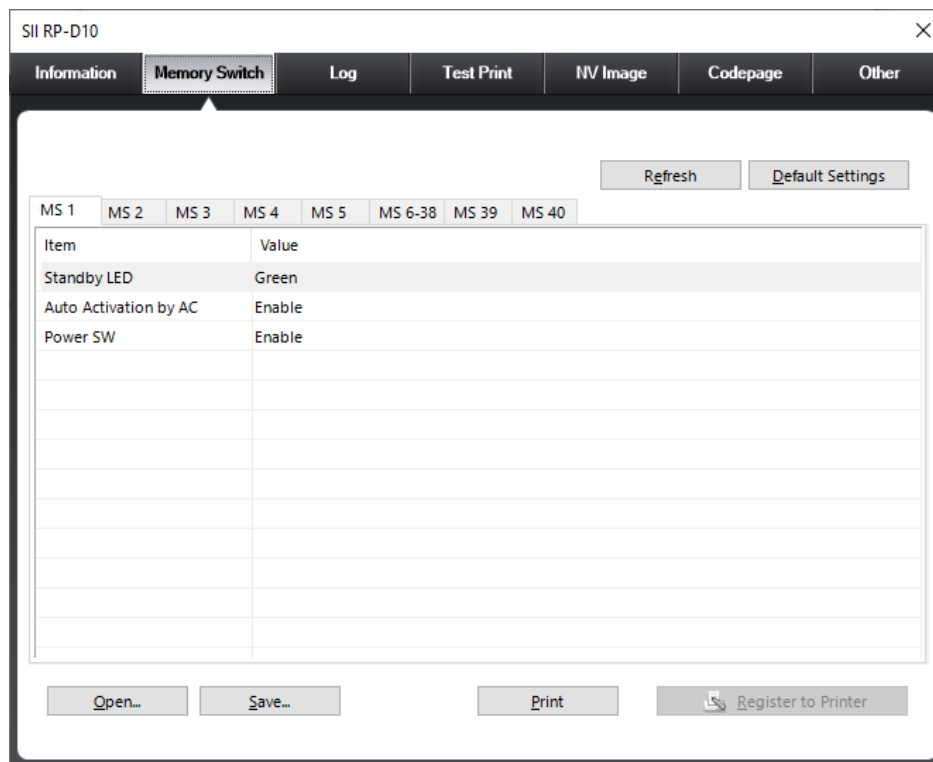 SII RP-D10
Information Memory Switch Log Test Print NV Image Codepage Other
Refresh Default Settings
MS 1 MS 2 MS 3 MS 4 MS 5 MS 6-38 MS 39 MS 40
Item Value
Standby LED Green
Auto Activation by AC Enable
Power SW Enable
Open... Save... Print Register to Printer